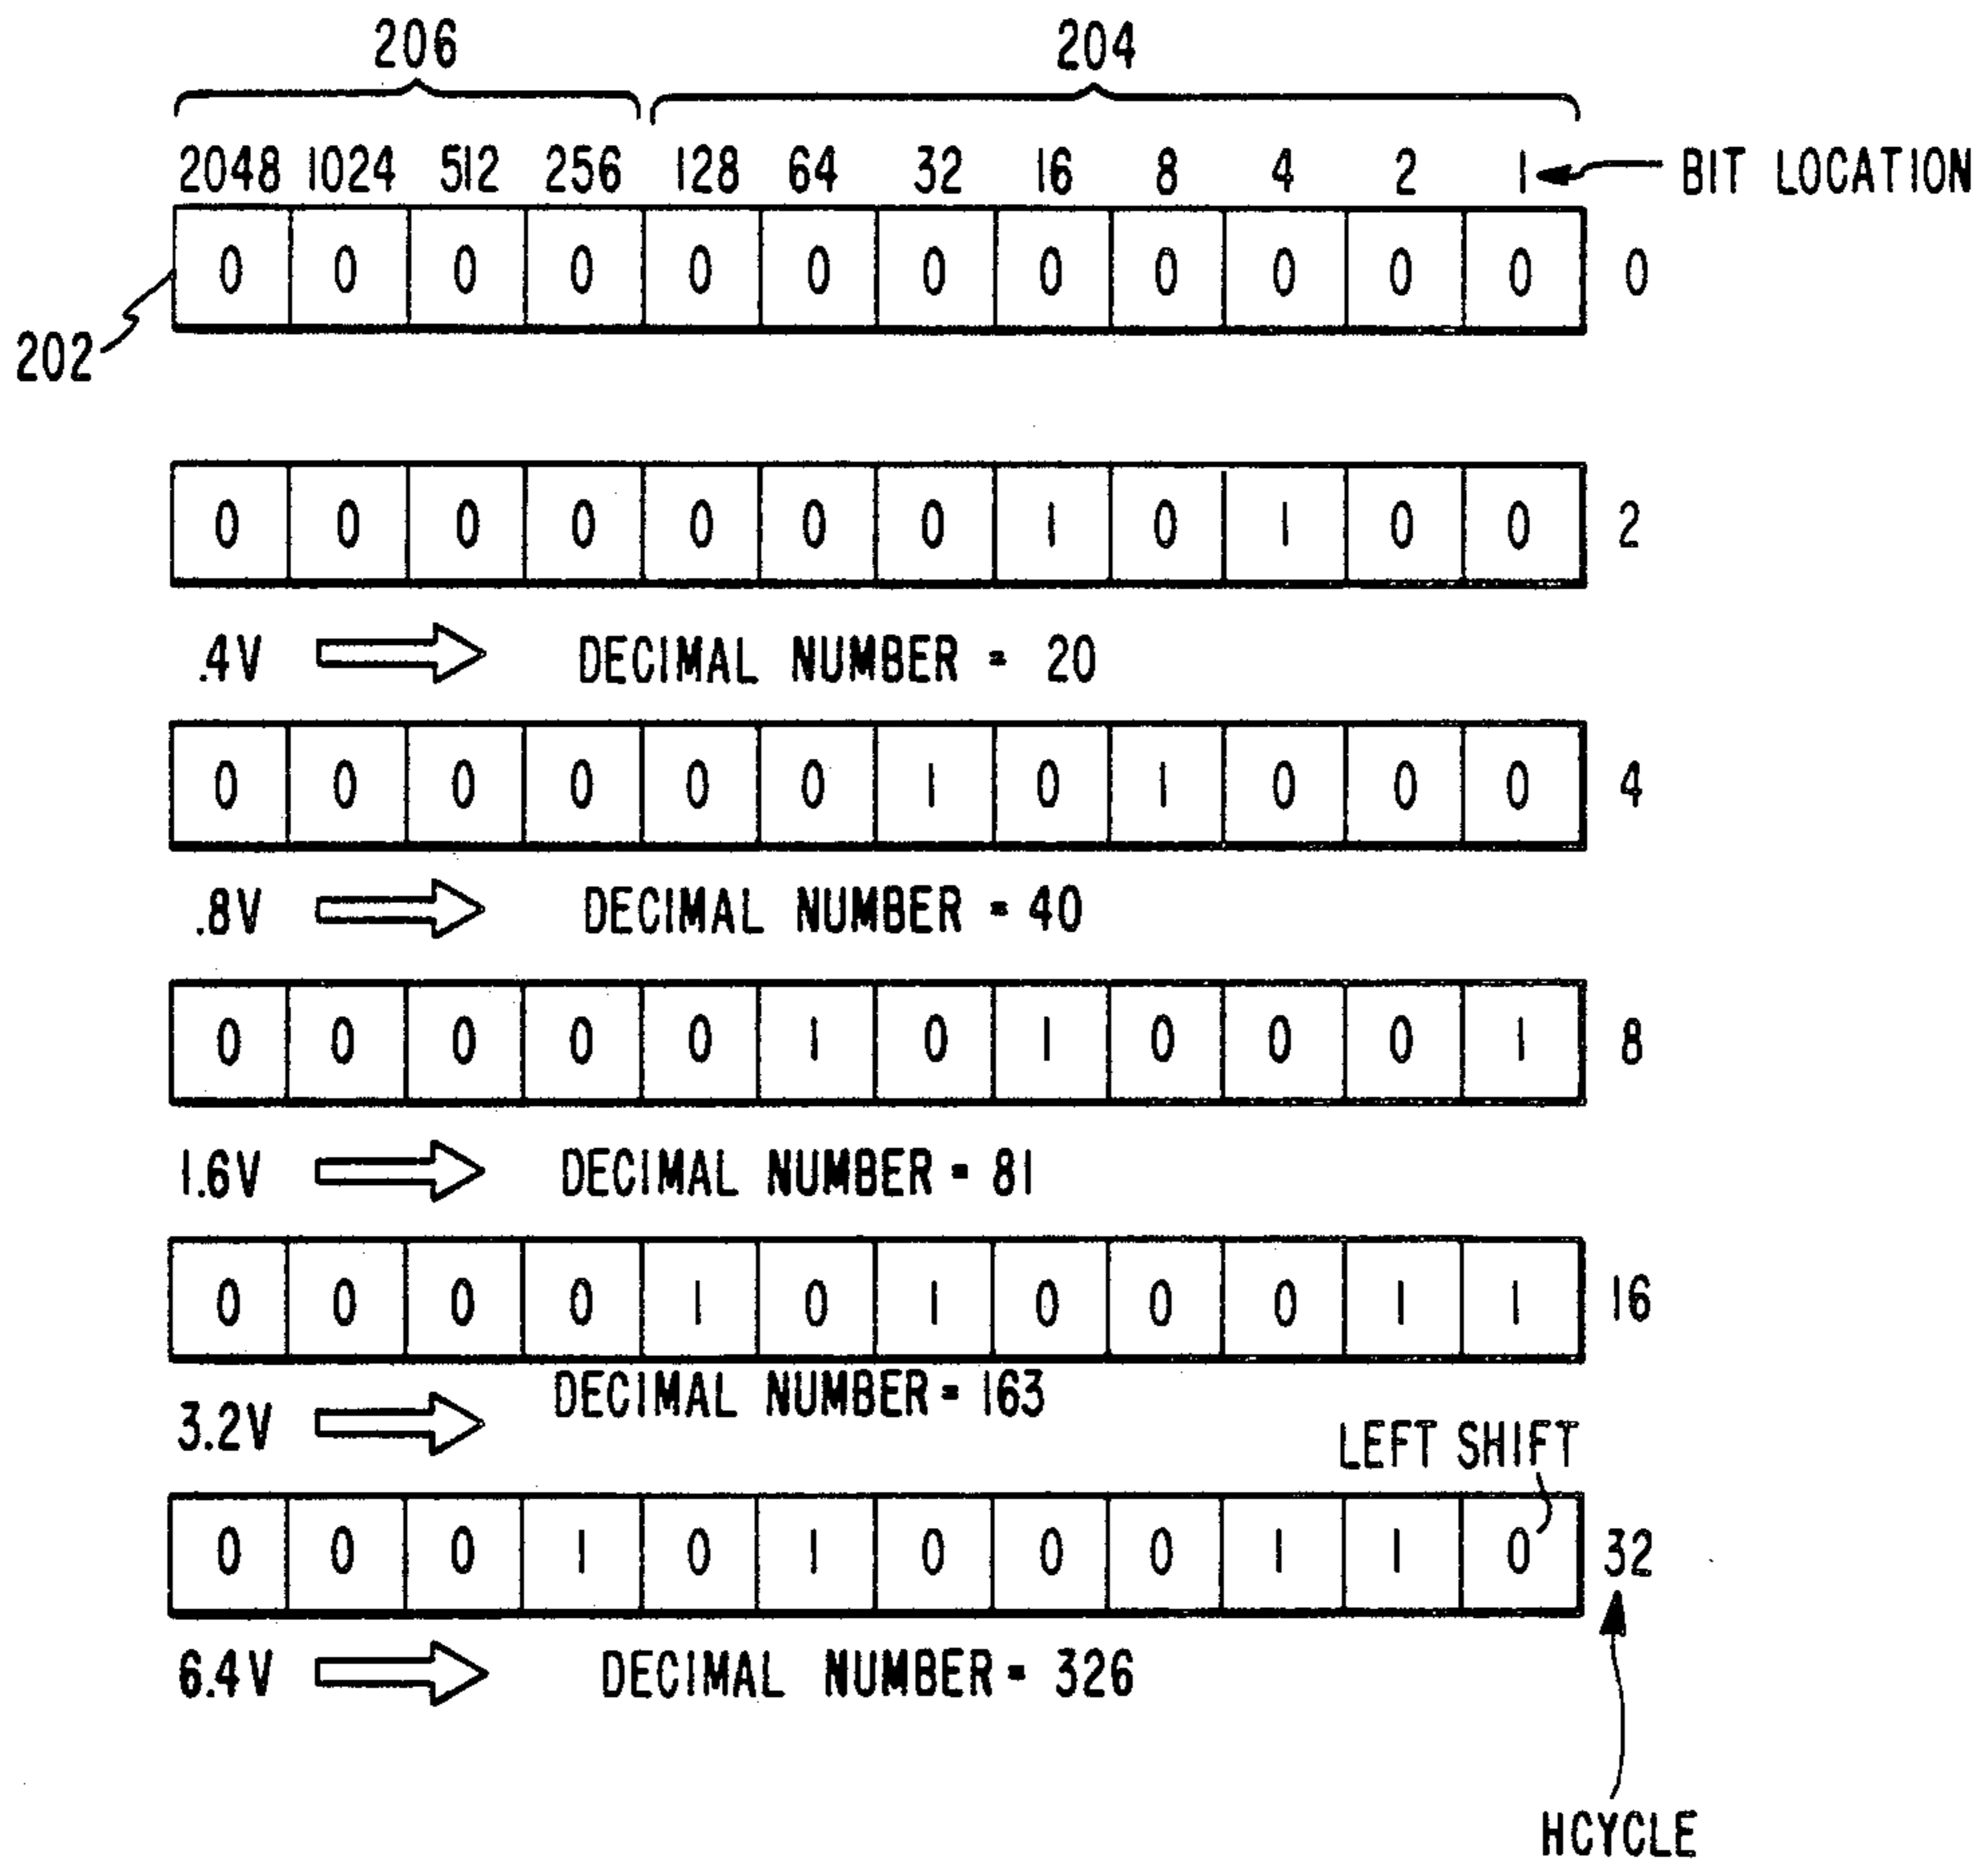 206 204
2048 1024 512 256 128 64 32 16 8 4 2 1 BIT LOCATION
0 0 0 0 0 0 0 0 0 0 0 0 0
202
0 0 0 0 0 0 0 1 0 1 0 0 2
.4V DECIMAL NUMBER = 20
0 0 0 0 0 0 1 0 1 0 0 0 4
.8V DECIMAL NUMBER = 40
0 0 0 0 0 1 0 1 0 0 0 1 8
1.6V DECIMAL NUMBER = 81
0 0 0 0 1 0 1 0 0 0 1 1 16
3.2V DECIMAL NUMBER = 163
LEFT SHIFT
0 0 0 1 0 1 0 0 0 1 1 0 32
6.4V DECIMAL NUMBER = 326
HCYCLE